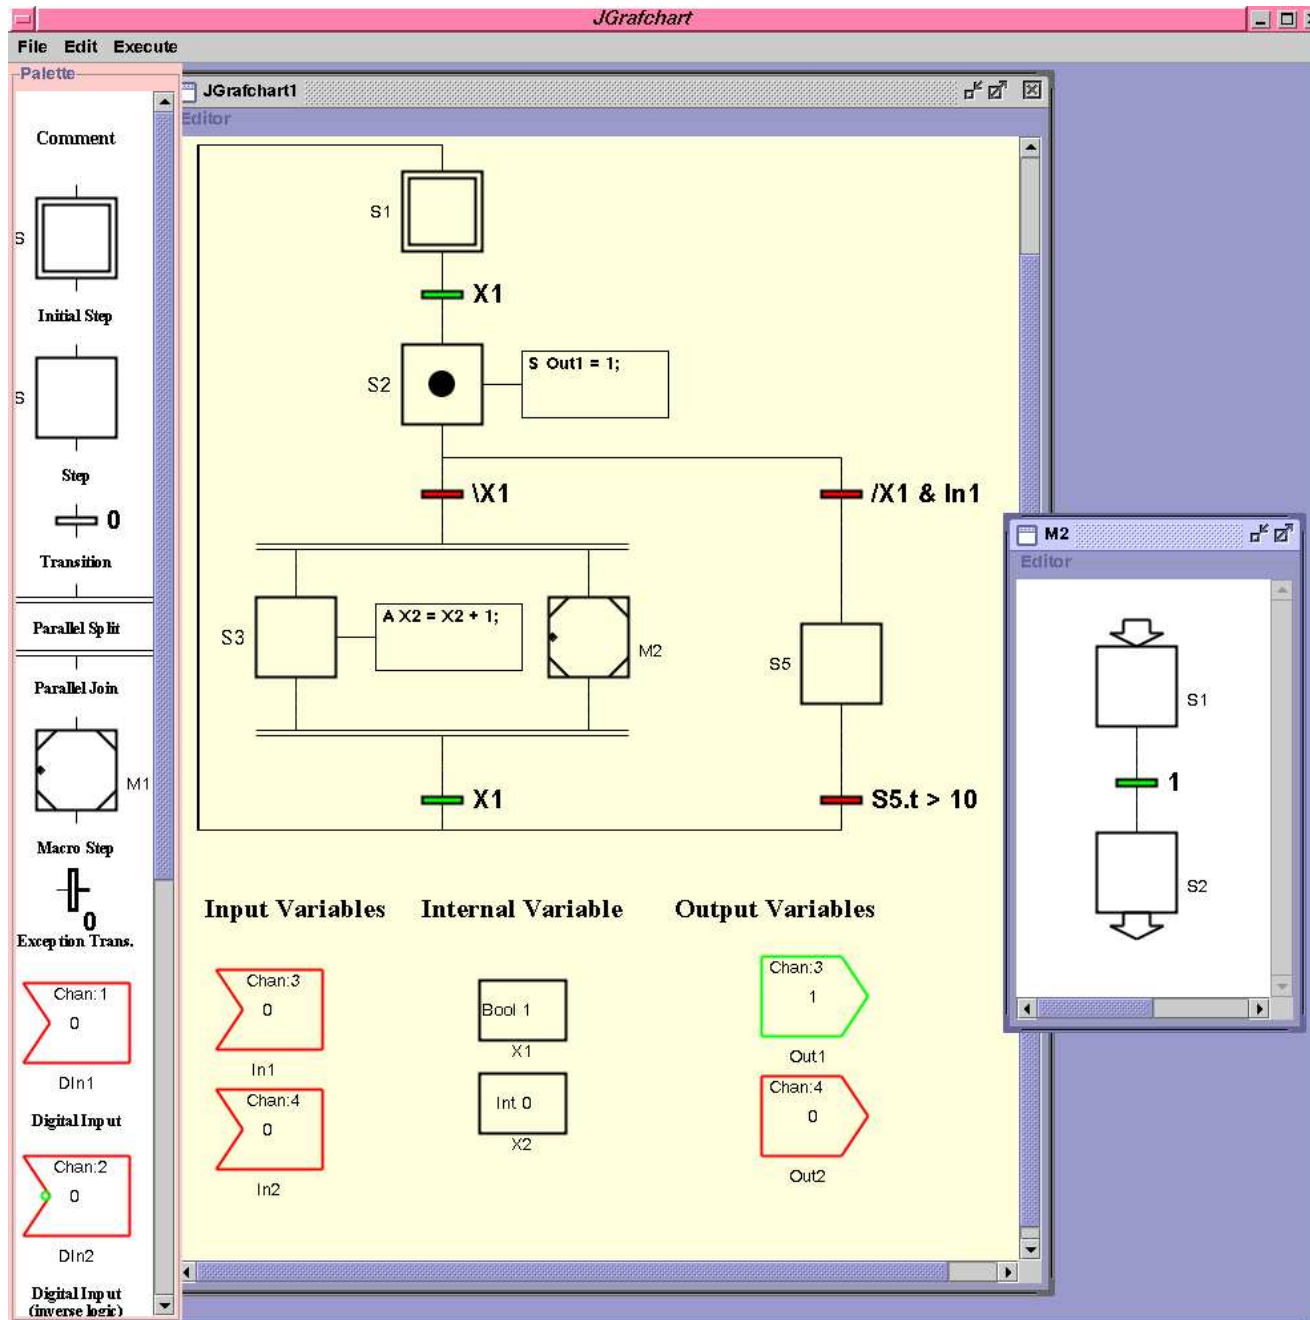 JGrafchart
File Edit Execute
Palette
Comment
S
Initial Step
S
Step
0
Transition
Parallel Split
Parallel Join
M1
Macro Step
0
Exception Trans.
Chan:1
0
DIn1
Digital Input
Chan:2
0
DIn2
Digital Input
(inverse logic)
JGrafchart1
Editor
S1
X1
S2
S Out1 = 1;
\X1
/X1 & In1
S3
A X2 = X2 + 1;
M2
S5
X1
S5.t > 10
Input Variables
Internal Variable
Output Variables
Chan:3
0
In1
Chan:4
0
In2
Bool 1
X1
Int 0
X2
Chan:3
1
Out1
Chan:4
0
Out2
M2
Editor
S1
1
S2